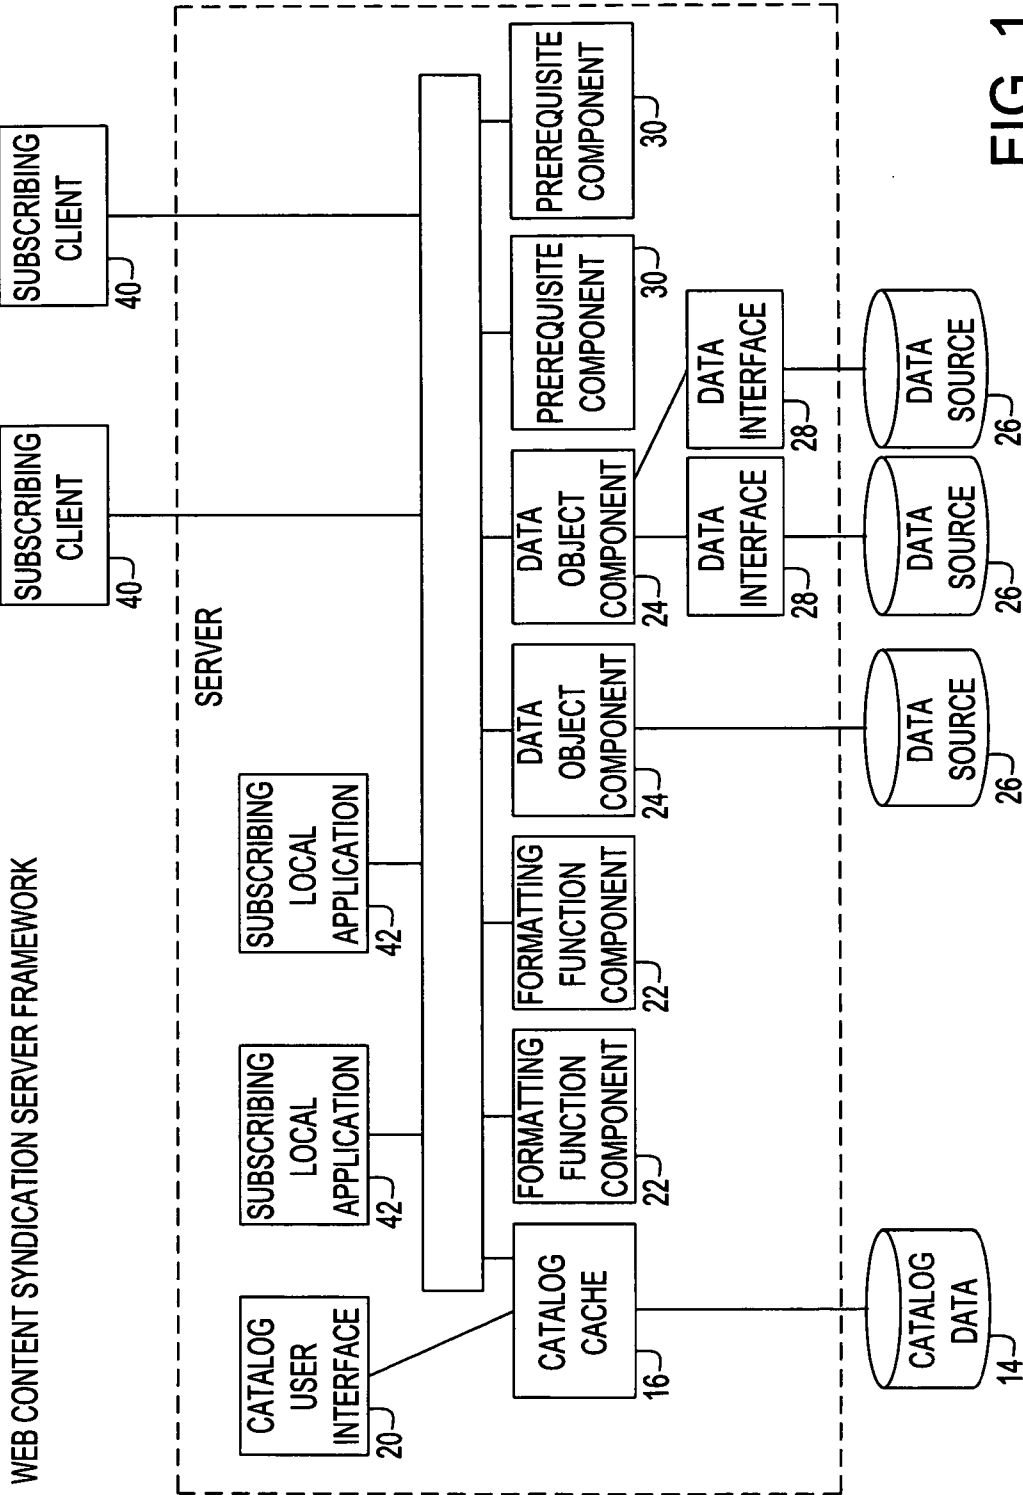 WEB CONTENT SYNDICATION SERVER FRAMEWORK
SUBSCRIBING
CLIENT
40
SUBSCRIBING
CLIENT
40
SERVER
CATALOG
USER
INTERFACE
20
SUBSCRIBING
LOCAL
APPLICATION
42
SUBSCRIBING
LOCAL
APPLICATION
42
CATALOG
CACHE
16
FORMATTING
FUNCTION
COMPONENT
22
FORMATTING
FUNCTION
COMPONENT
22
DATA
OBJECT
COMPONENT
24
DATA
OBJECT
COMPONENT
24
PREREQUISITE
COMPONENT
30
PREREQUISITE
COMPONENT
30
DATA
INTERFACE
28
DATA
INTERFACE
28
CATALOG
DATA
14
DATA
SOURCE
26
DATA
SOURCE
26
DATA
SOURCE
26
FIG. 1